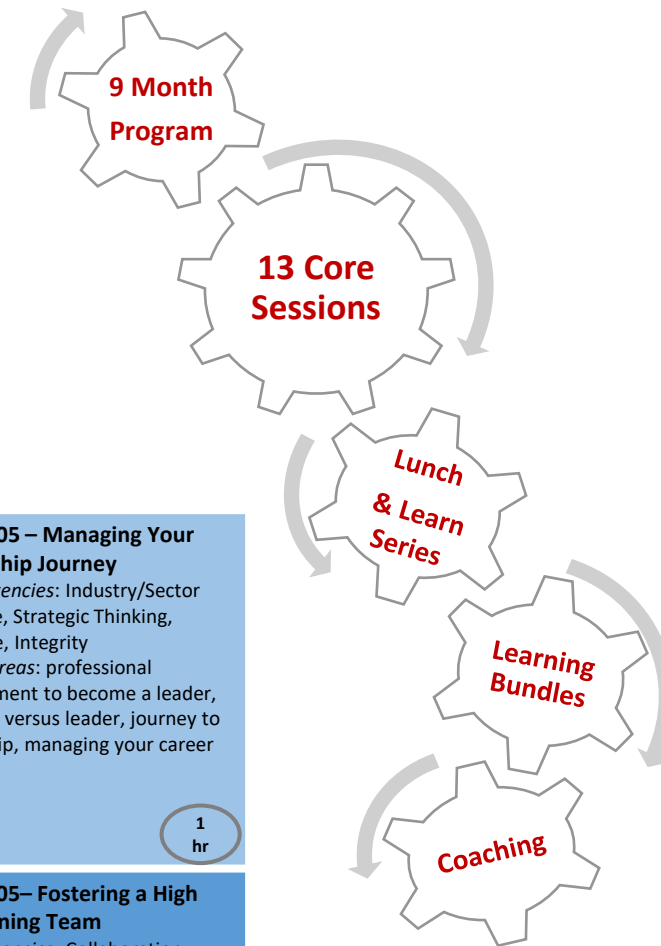 9 Month
Program
13 Core
Sessions
Lunch
& Learn
Series
Learning
Bundles
Coaching
05 – Managing Your
hip Journey
encies: Industry/Sector
e, Strategic Thinking,
e, Integrity
reas: professional
ment to become a leader,
versus leader, journey to
ip, managing your career
1
hr
05– Fostering a High
ning Team